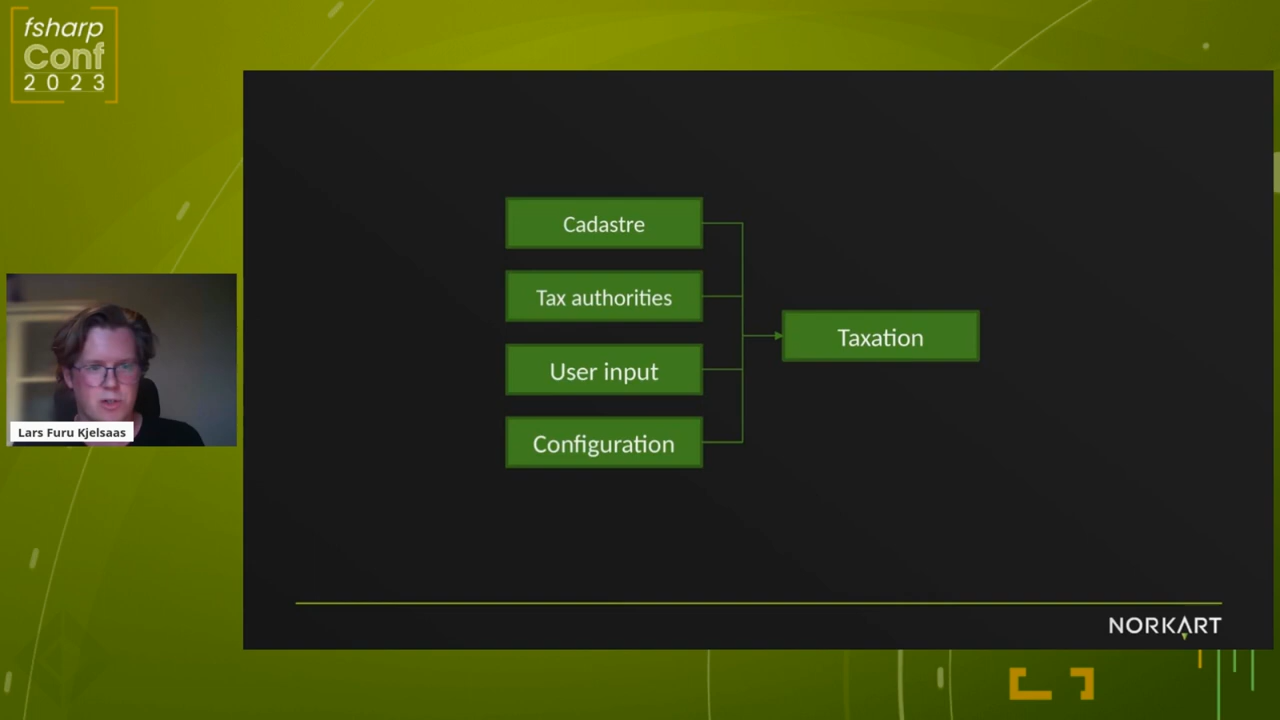 fsharp
Conf
2023
Cadastre
Tax authorities
User input
Configuration
Taxation
Lars Furu Kjelsaas
NORKART